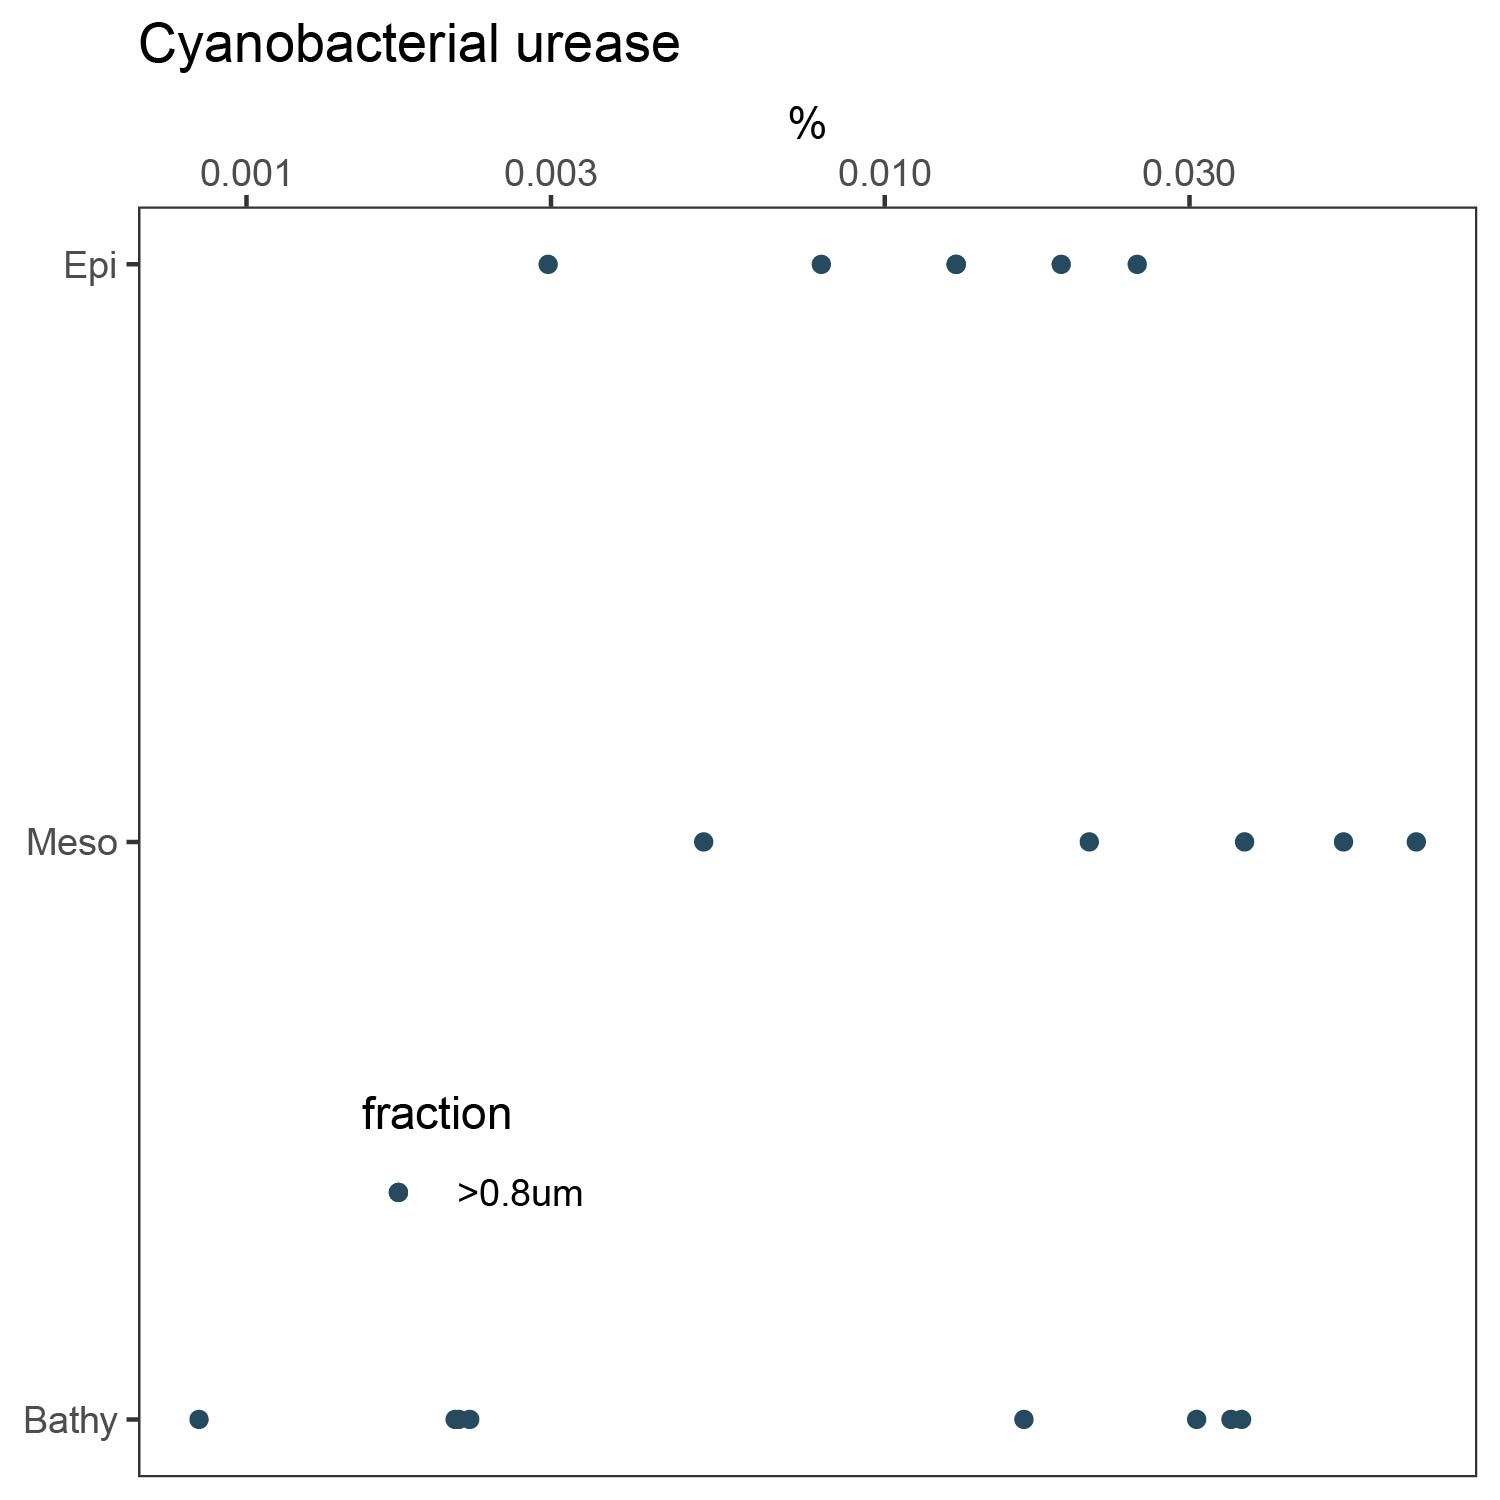 Cyanobacterial urease
%
0.001 0.003 0.010 0.030
Epi
Meso
fraction
>0.8um
Bathy